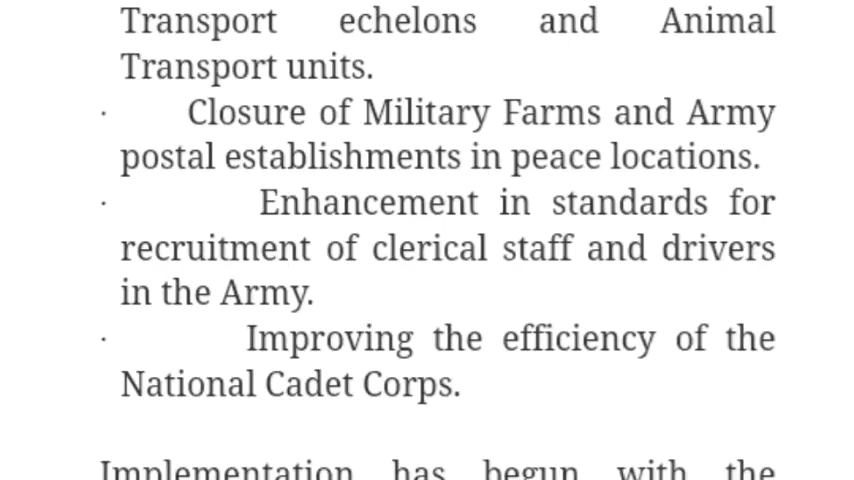 Transport echelons and Animal
Transport units.
· Closure of Military Farms and Army
postal establishments in peace locations.
· Enhancement in standards for
recruitment of clerical staff and drivers
in the Army.
· Improving the efficiency of the
National Cadet Corps.
Implementation has begun with the